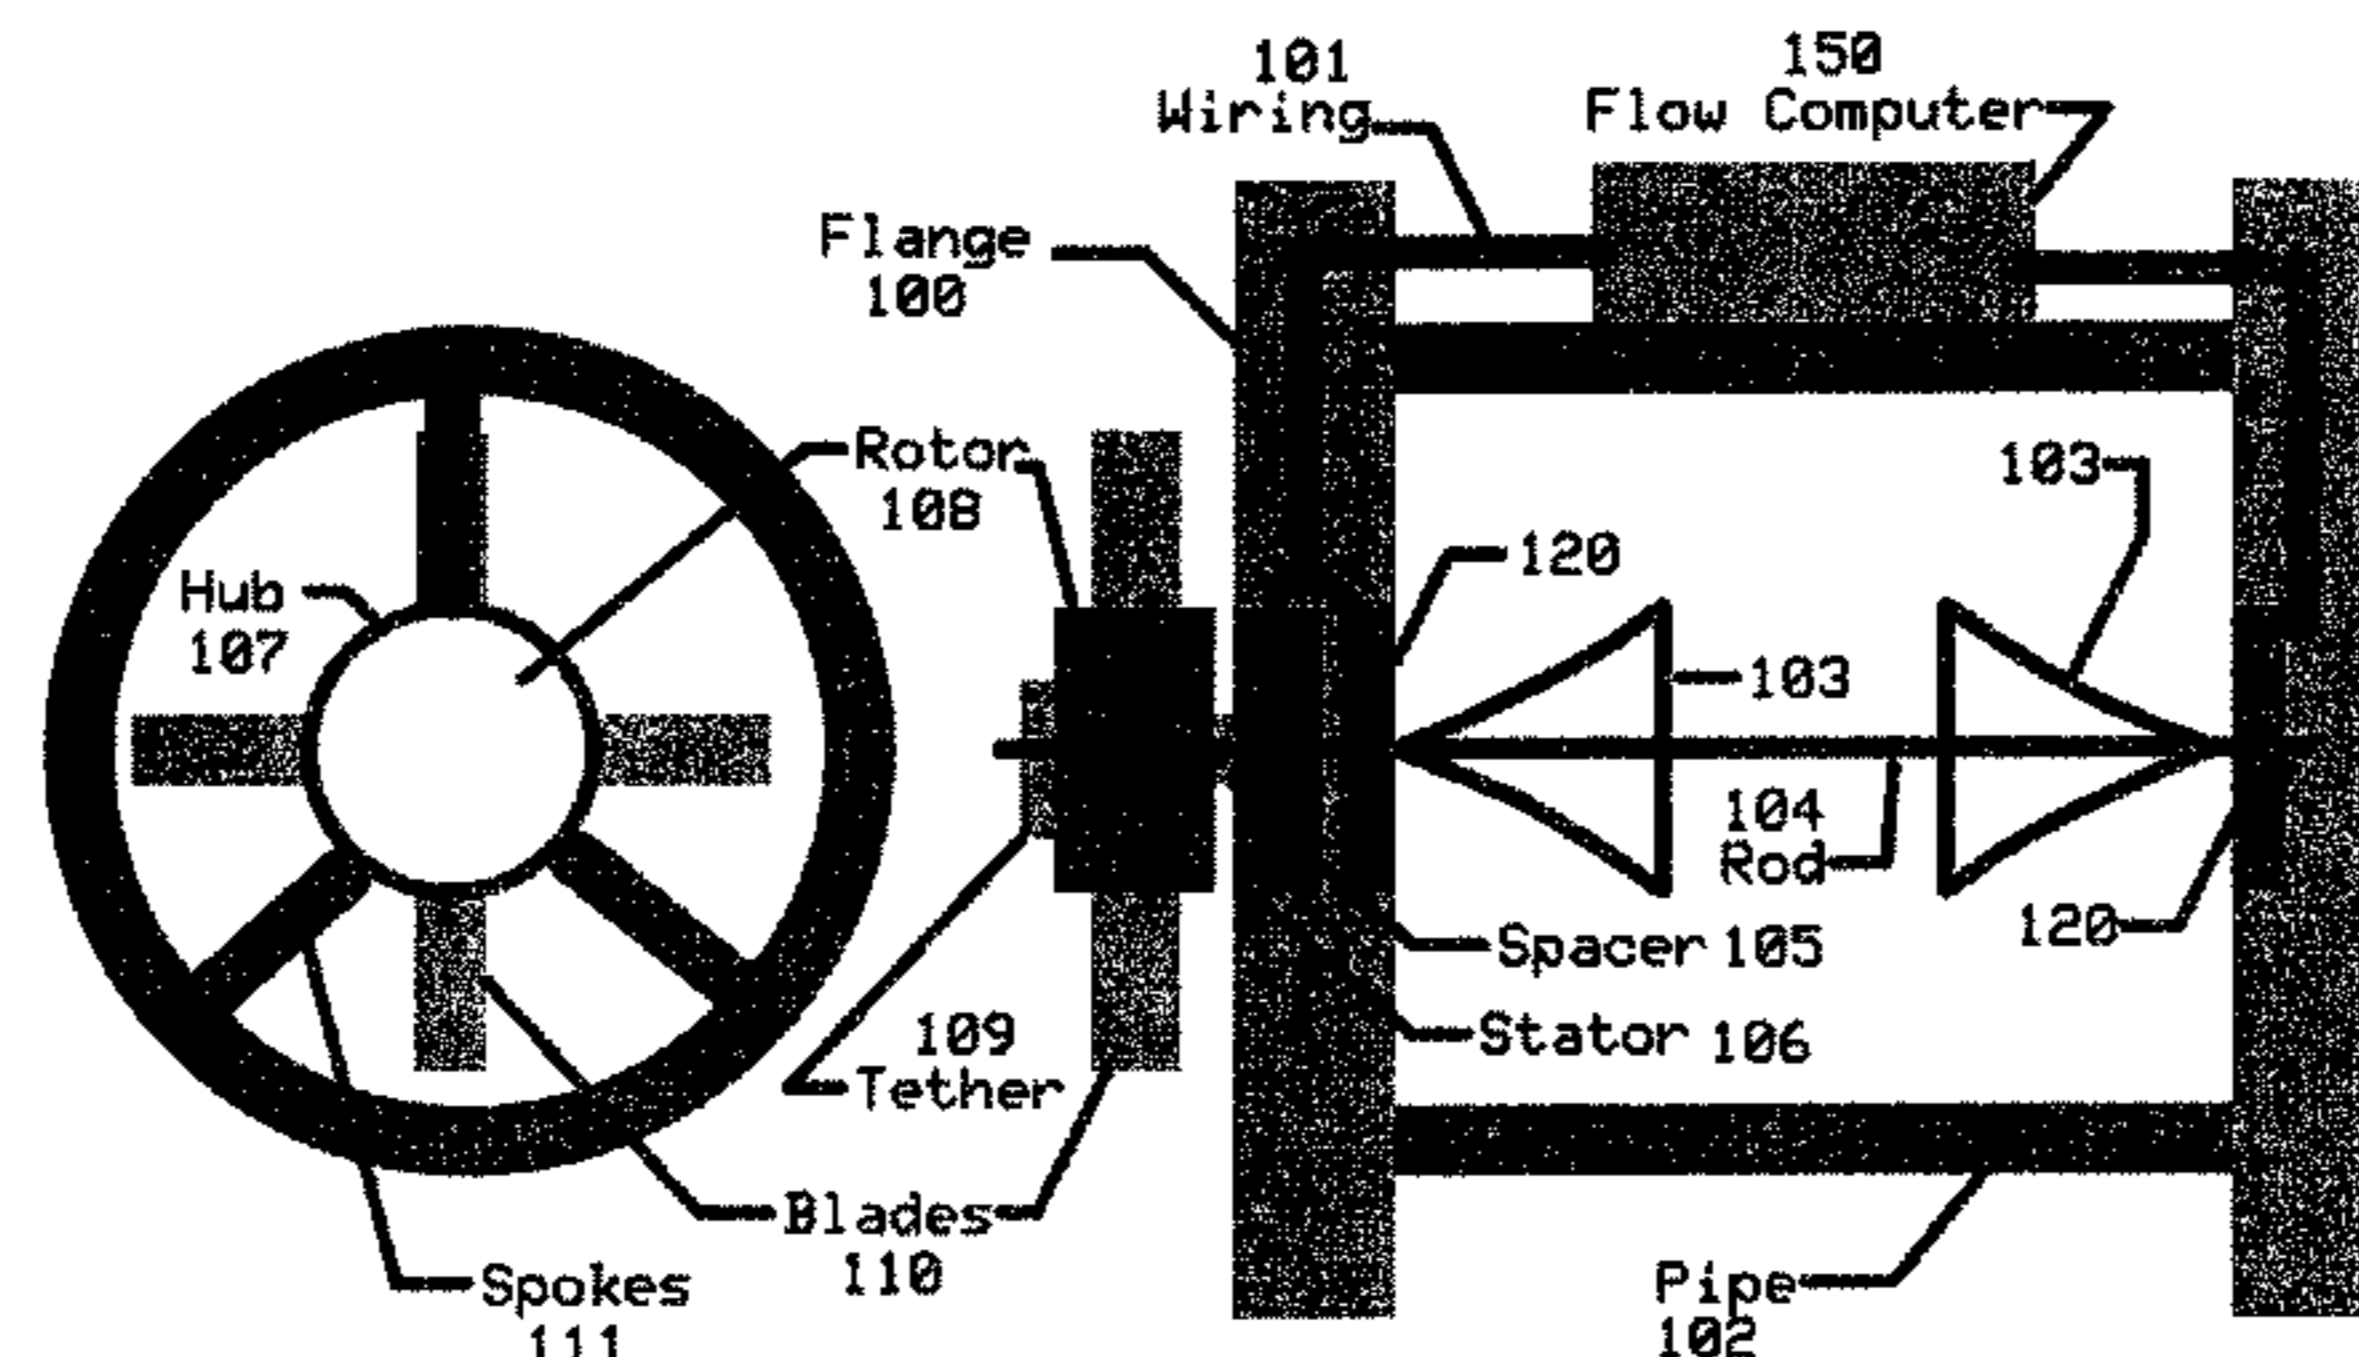 101
Wiring
150
Flow Computer
Flange
100
Rotor
108
103
120
Hub
107
103
104
Rod
120
Spacer 105
109
Tether
Stator 106
Blades
110
Spokes
111
Pipe
102